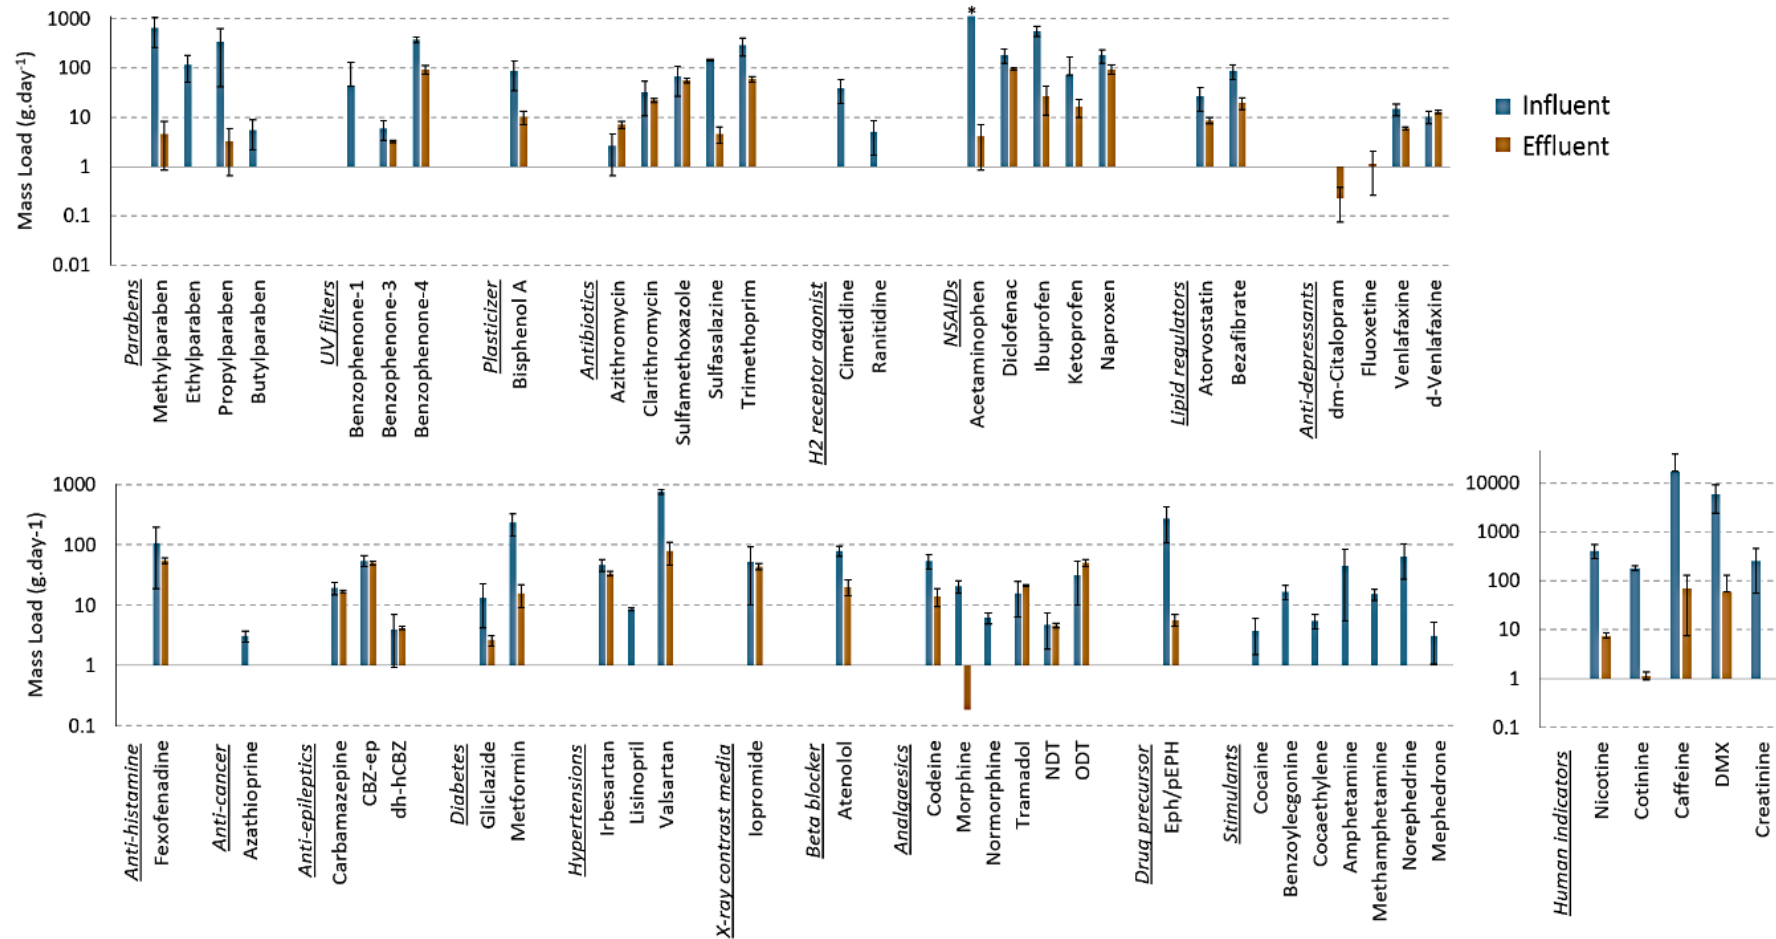 Mass Load (g.day-1)
1000
100
10
1
0.1
0.01
*
Influent
Effluent
Parabens
Methylparaben
Ethylparaben
Propylparaben
Butylparaben
UV filters
Benzophenone-1
Benzophenone-3
Benzophenone-4
Plasticizer
Bisphenol A
Antibiotics
Azithromycin
Clarithromycin
Sulfamethoxazole
Sulfasalazine
Trimethoprim
H2 receptor agonist
Cimetidine
Ranitidine
NSAIDs
Acetaminophen
Diclofenac
Ibuprofen
Ketoprofen
Naproxen
Lipid regulators
Atorvostatin
Bezafibrate
Anti-depressants
dm-Citalopram
Fluoxetine
Venlafaxine
d-Venlafaxine
Mass Load (g.day-1)
1000
100
10
1
0.1
Anti-histamine
Fexofenadine
Anti-cancer
Azathioprine
Anti-epileptics
Carbamazepine
CBZ-ep
dh-hCBZ
Diabetes
Gliclazide
Metformin
Hypertensions
Irbesartan
Lisinopril
Valsartan
X-ray contrast media
Iopromide
Beta blocker
Atenolol
Analgaesics
Codeine
Morphine
Normorphine
Tramadol
NDT
ODT
Drug precursor
Eph/pEPH
Stimulants
Cocaine
Benzoylecgonine
Cocaethylene
Amphetamine
Methamphetamine
Norephedrine
Mephedrone
10000
1000
100
10
1
0.1
Human indicators
Nicotine
Cotinine
Caffeine
DMX
Creatinine